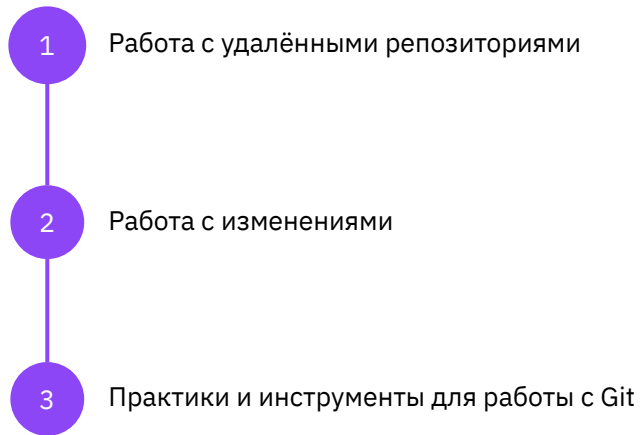 1 Работа с удалёнными репозиториями
2 Работа с изменениями
3 Практики и инструменты для работы с Git